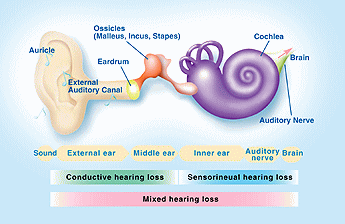 Ossicles
(Malleus, Incus, Stapes)
Cochlea
Auricle
Eardrum
Brain
External
Auditory Canal
Auditory Nerve
Sound External ear Middle ear Inner ear Auditory nerve Brain
Conductive hearing loss Sensorineural hearing loss
Mixed hearing loss